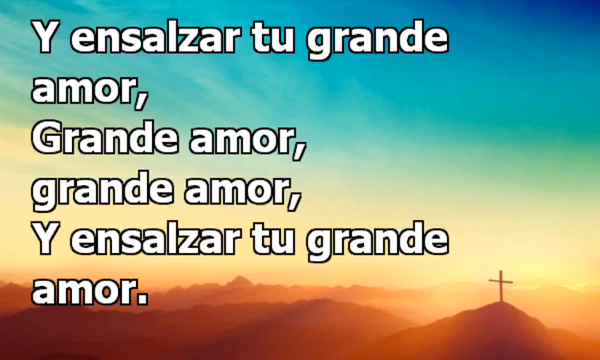 Y ensalzar tu grande
amor,
Grande amor,
grande amor,
Y ensalzar tu grande
amor.